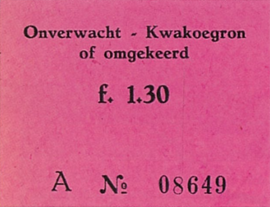 Onverwacht - Kwakoegron
of omgekeerd
f. 1.30
A № 08649